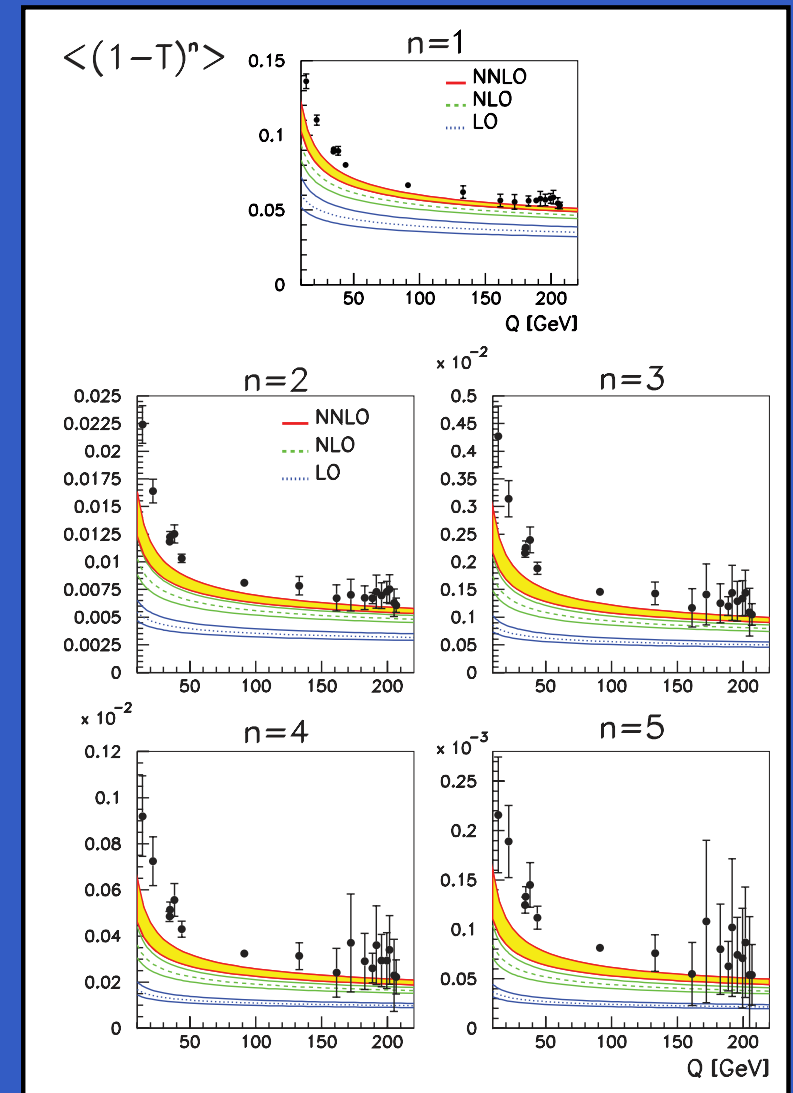 <(1−T)ⁿ>
n=1
0.15
0.1
0.05
0
NNLO
NLO
LO
50 100 150 200
Q [GeV]
n=2
0.025
0.0225
0.02
0.0175
0.015
0.0125
0.01
0.0075
0.005
0.0025
0
NNLO
NLO
LO
50 100 150 200
x 10⁻²
n=3
0.5
0.45
0.4
0.35
0.3
0.25
0.2
0.15
0.1
0.05
0
50 100 150 200
x 10⁻²
n=4
0.12
0.1
0.08
0.06
0.04
0.02
0
50 100 150 200
x 10⁻³
n=5
0.25
0.2
0.15
0.1
0.05
0
50 100 150 200
Q [GeV]